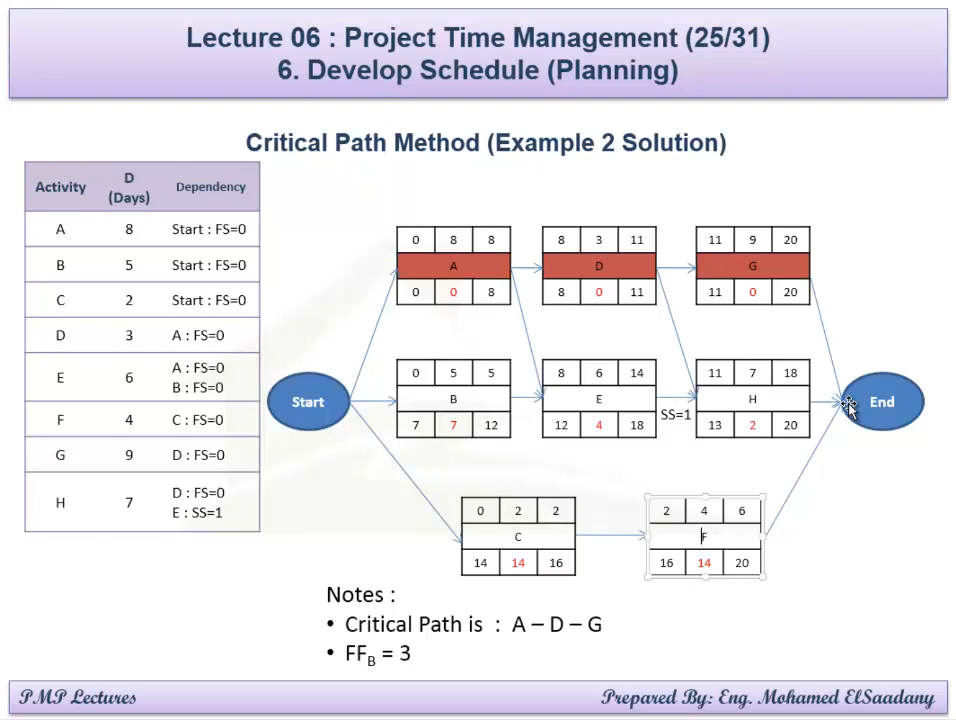 Lecture 06 : Project Time Management (25/31)
6. Develop Schedule (Planning)
Critical Path Method (Example 2 Solution)
Activity D (Days) Dependency
A 8 Start : FS=0
B 5 Start : FS=0
C 2 Start : FS=0
D 3 A : FS=0
E 6 A : FS=0
B : FS=0
F 4 C : FS=0
G 9 D : FS=0
H 7 D : FS=0
E : SS=1
Start
0 8 8
A
0 0 8
8 3 11
D
8 0 11
11 9 20
G
11 0 20
0 5 5
B
7 7 12
8 6 14
E
12 4 18
SS=1
11 7 18
H
13 2 20
End
0 2 2
C
14 14 16
2 4 6
F
16 14 20
Notes :
• Critical Path is : A – D – G
• FFB = 3
PMP Lectures
Prepared By: Eng. Mohamed ElSaadany